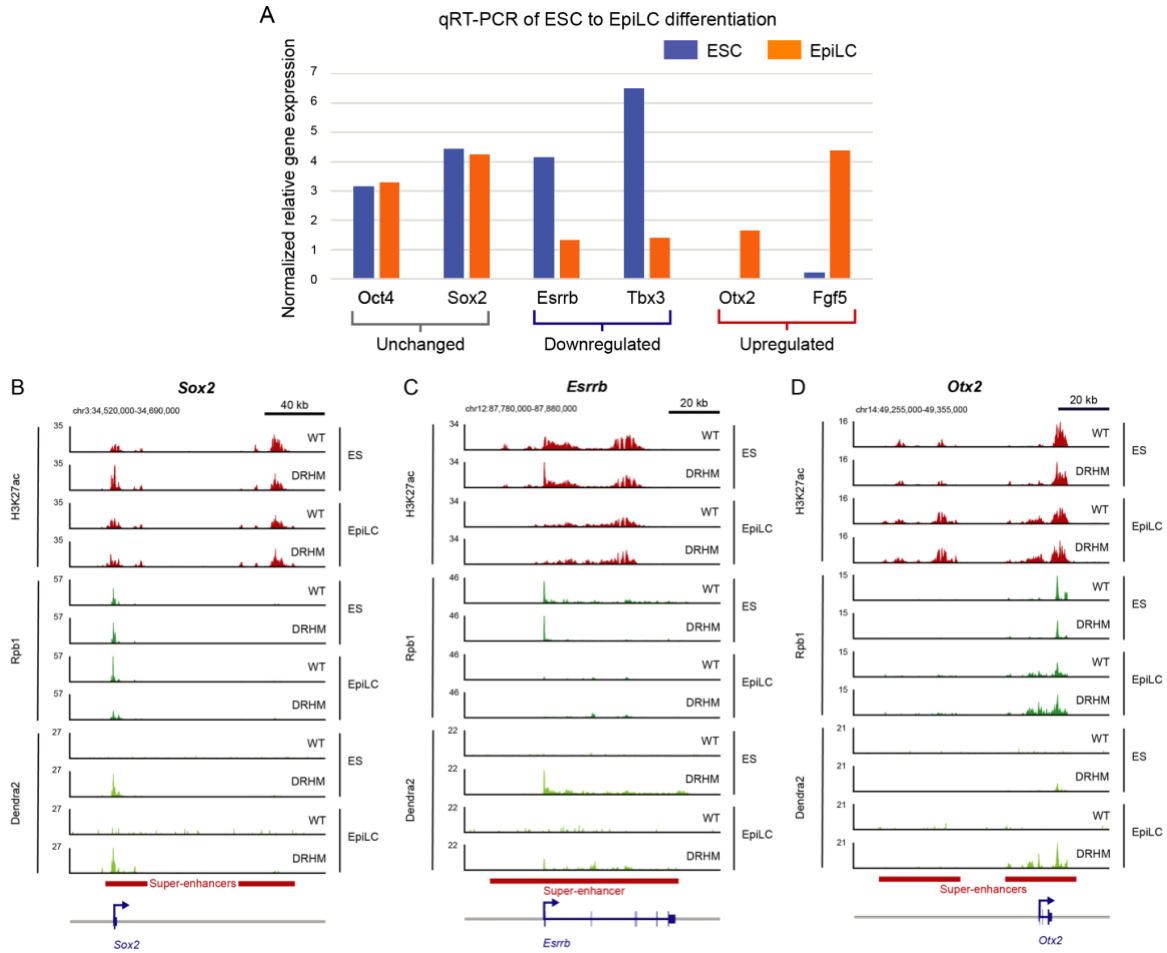 A
qRT-PCR of ESC to EpiLC differentiation
ESC
EpiLC
Normalized relative gene expression
7
6
5
4
3
2
1
0
Oct4
Sox2
Esrrb
Tbx3
Otx2
Fgf5
Unchanged
Downregulated
Upregulated
B
Sox2
chr3:34,520,000-34,690,000
40 kb
H3K27ac
35
WT
35
DRHM
ES
35
WT
35
DRHM
EpiLC
Rpb1
57
WT
57
DRHM
ES
57
WT
57
DRHM
EpiLC
Dendra2
27
WT
27
DRHM
ES
27
WT
27
DRHM
EpiLC
Super-enhancers
Sox2
C
Esrrb
chr12:87,780,000-87,880,000
20 kb
H3K27ac
34
WT
34
DRHM
ES
34
WT
34
DRHM
EpiLC
Rpb1
46
WT
46
DRHM
ES
46
WT
46
DRHM
EpiLC
Dendra2
22
WT
22
DRHM
ES
22
WT
22
DRHM
EpiLC
Super-enhancer
Esrrb
D
Otx2
chr14:49,255,000-49,355,000
20 kb
H3K27ac
16
WT
16
DRHM
ES
16
WT
16
DRHM
EpiLC
Rpb1
15
WT
15
DRHM
ES
15
WT
15
DRHM
EpiLC
Dendra2
21
WT
21
DRHM
ES
21
WT
21
DRHM
EpiLC
Super-enhancers
Otx2